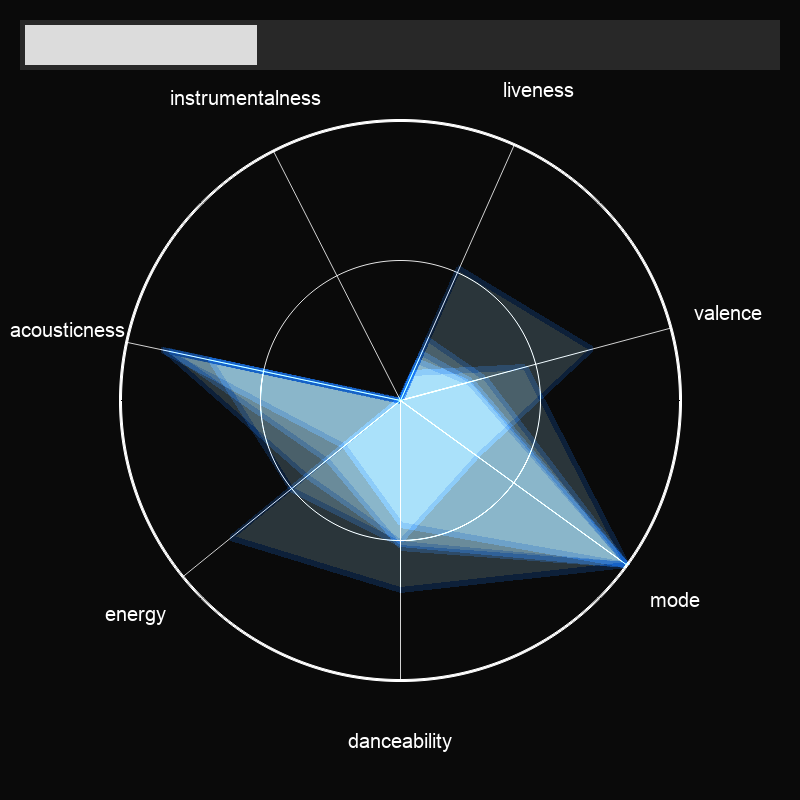 liveness
instrumentalness
valence
acousticness
mode
energy
danceability